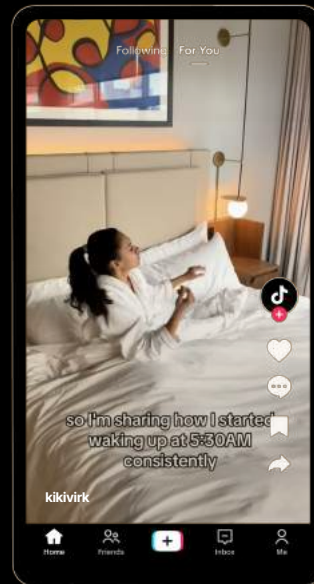 Following For You
so I'm sharing how I started
waking up at 5:30AM
consistently
kikivirk
Home Friends Inbox Me